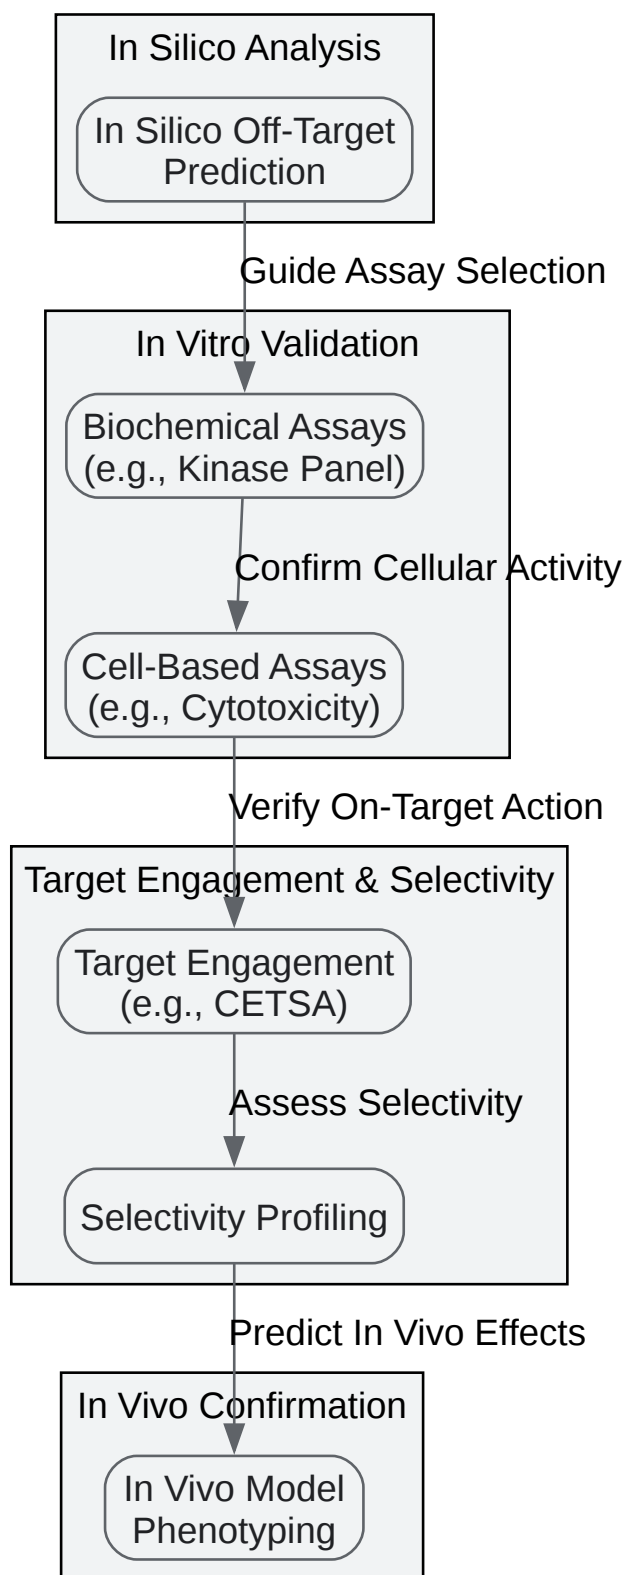 In Silico Analysis
In Silico Off-Target
Prediction
Guide Assay Selection
In Vitro Validation
Biochemical Assays
(e.g., Kinase Panel)
Confirm Cellular Activity
Cell-Based Assays
(e.g., Cytotoxicity)
Verify On-Target Action
Target Engagement & Selectivity
Target Engagement
(e.g., CETSA)
Assess Selectivity
Selectivity Profiling
Predict In Vivo Effects
In Vivo Confirmation
In Vivo Model
Phenotyping